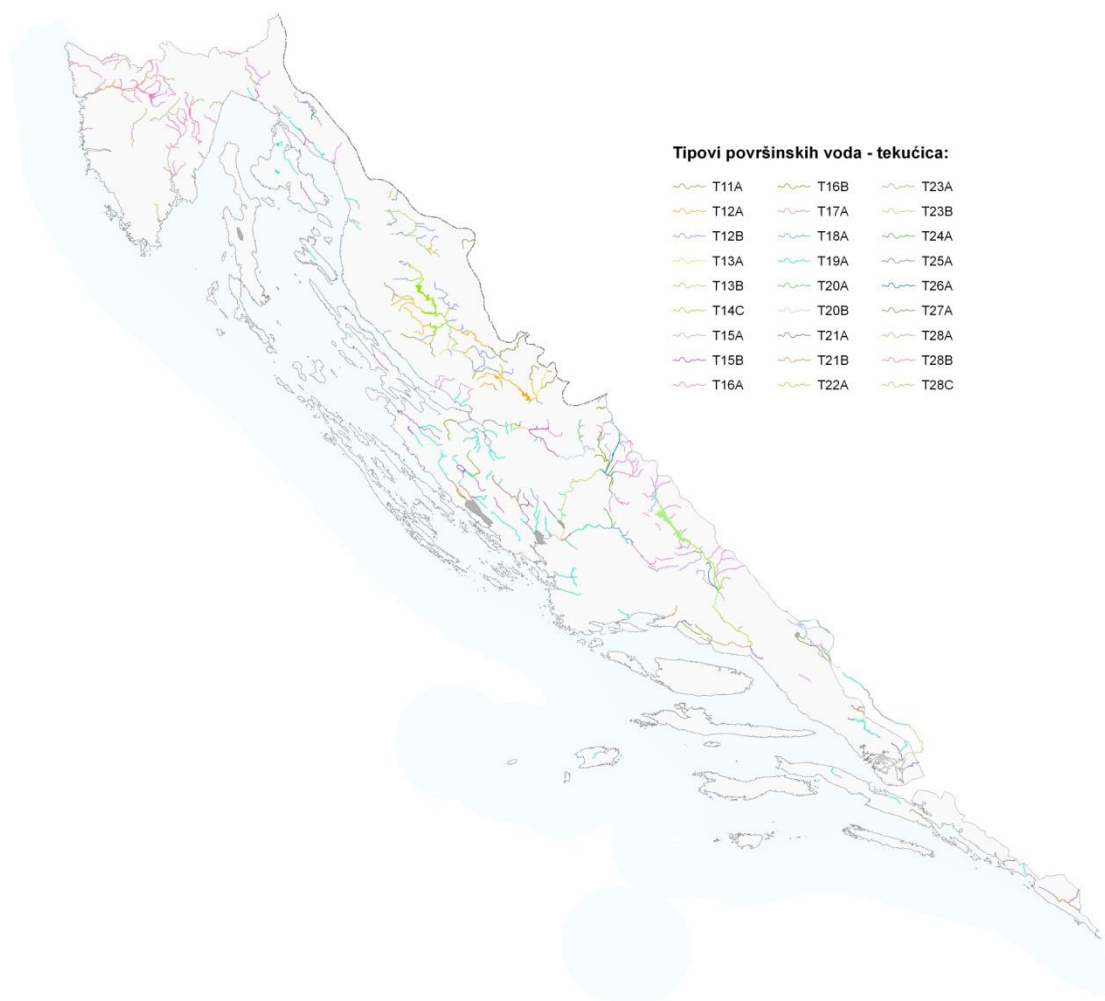 Tipovi površinskih voda - tekućica:
T11A
T12A
T12B
T13A
T13B
T14C
T15A
T15B
T16A
T16B
T17A
T18A
T19A
T20A
T20B
T21A
T21B
T22A
T23A
T23B
T24A
T25A
T26A
T27A
T28A
T28B
T28C